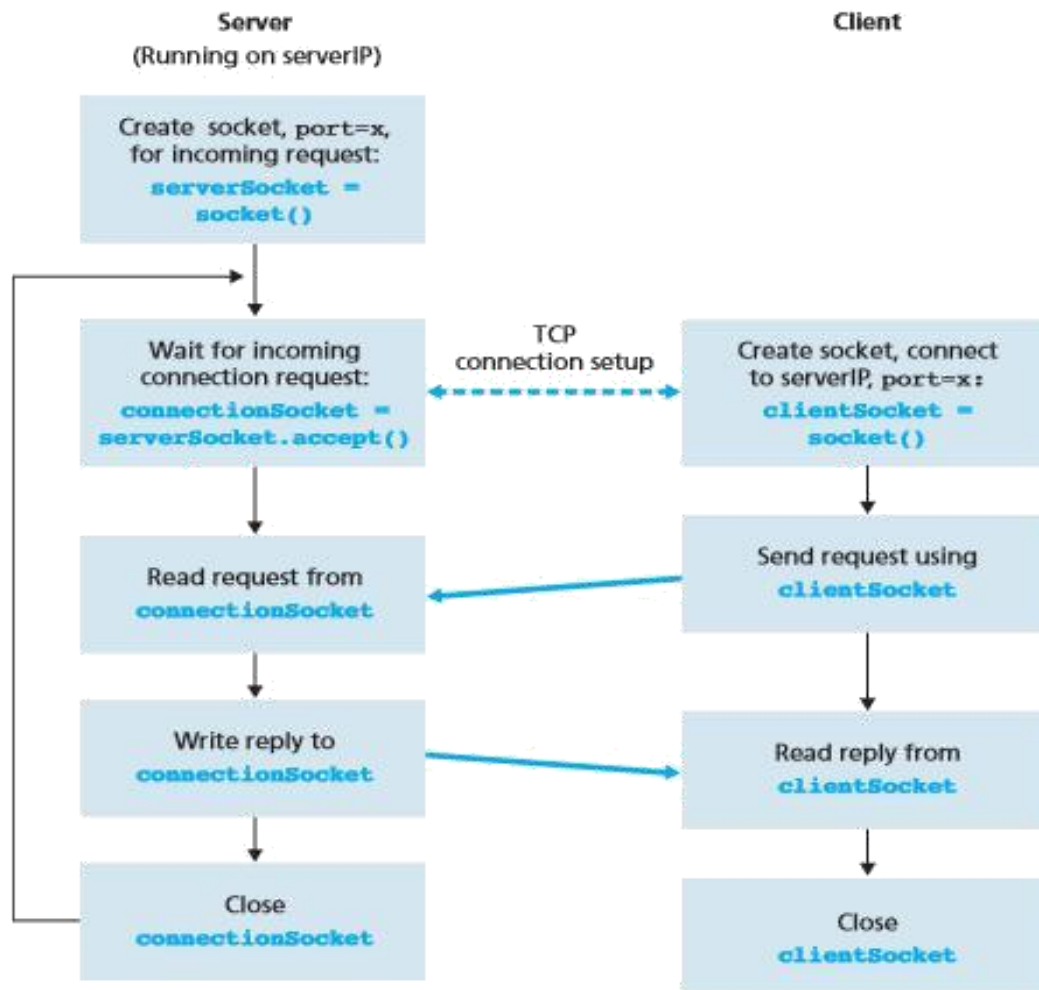 Server
(Running on serverIP)
Create socket, port=x,
for incoming request:
serverSocket =
socket()
Wait for incoming
connection request:
connectionSocket =
serverSocket.accept()
Read request from
connectionSocket
Write reply to
connectionSocket
Close
connectionSocket
TCP
connection setup
Client
Create socket, connect
to serverIP, port=x:
clientSocket =
socket()
Send request using
clientSocket
Read reply from
clientSocket
Close
clientSocket